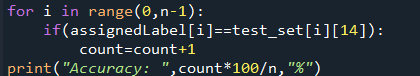 for i in range(0,n-1):
    if(assignedLabel[i]==test_set[i][14]):
        count=count+1
print("Accuracy: ",count*100/n,"%")